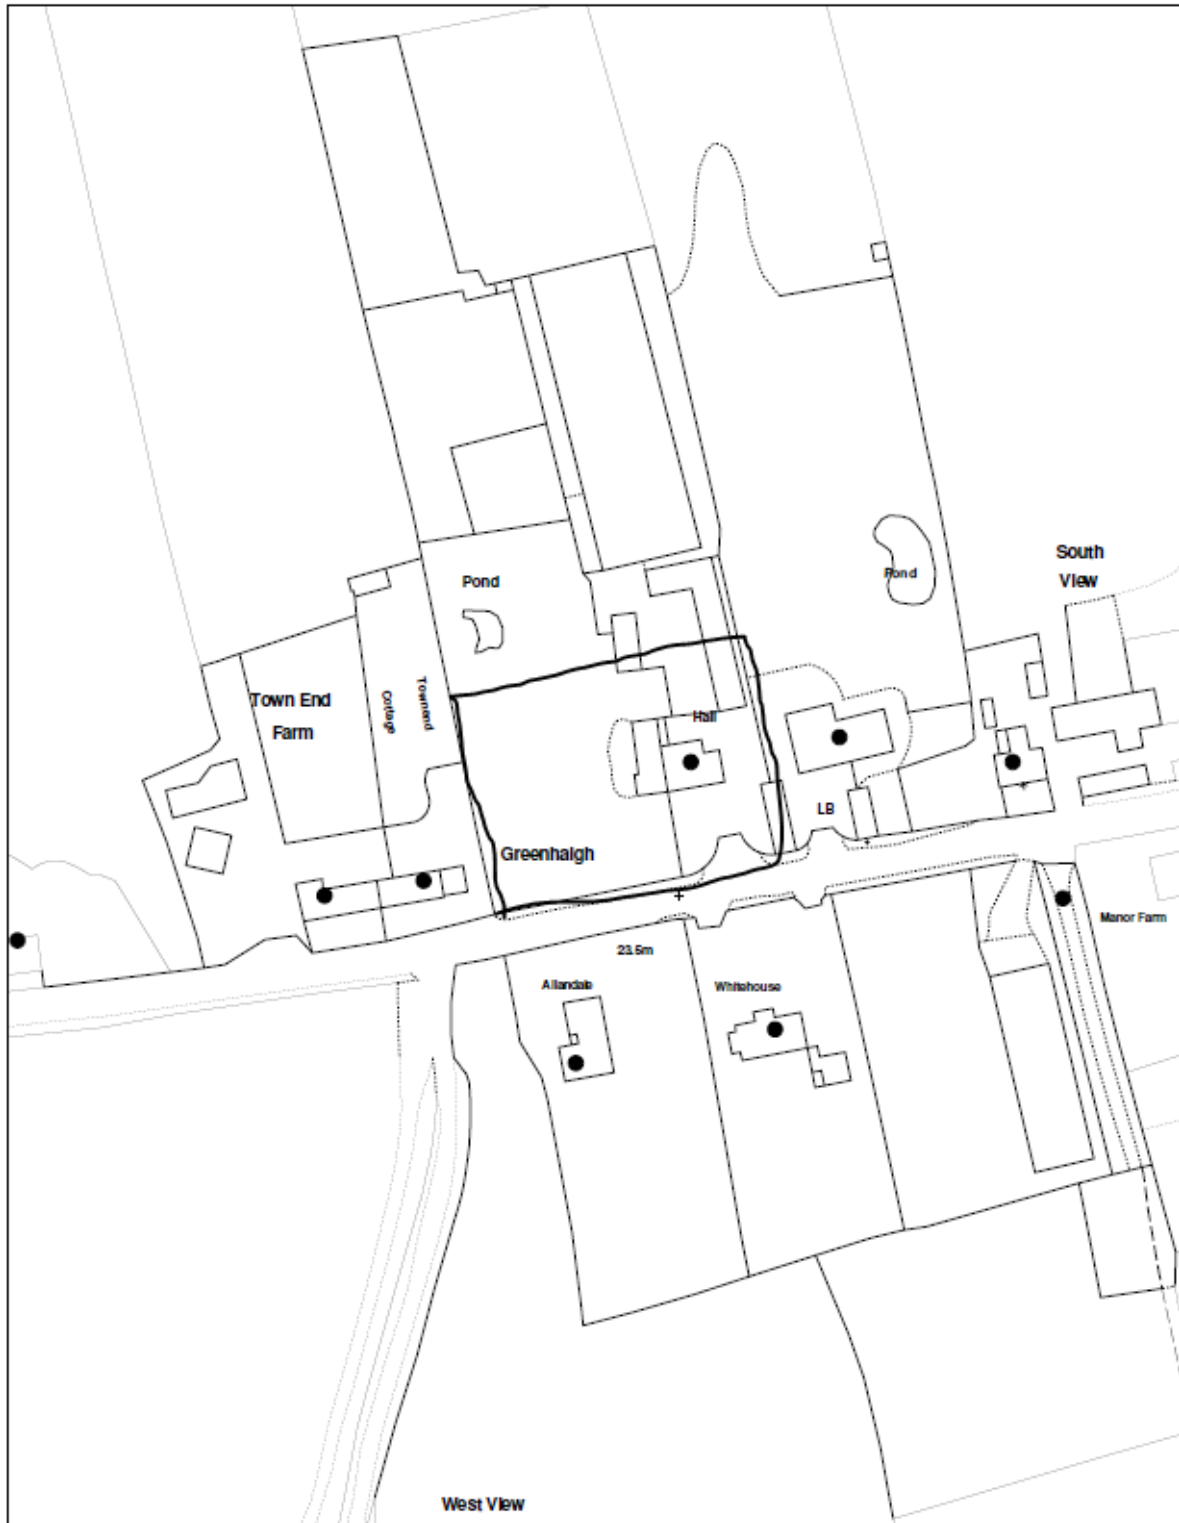 South
View
Pond
Pond
Town End
Farm
Townend
Cottage
Hall
LB
Greenhalgh
Manor Farm
23.5m
Allandale
Whitehouse
West View